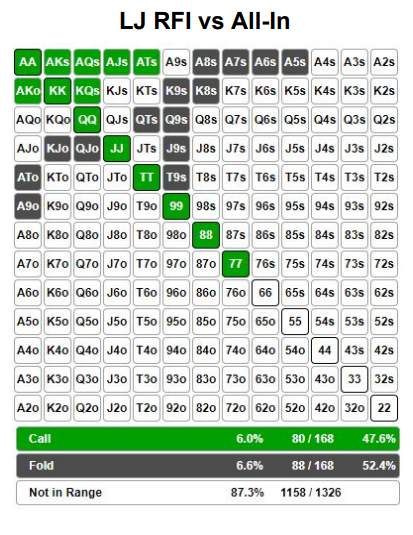 LJ RFI vs All-In
AA AKs AQs AJs ATs A9s A8s A7s A6s A5s A4s A3s A2s
AKo KK KQs KJs KTs K9s K8s K7s K6s K5s K4s K3s K2s
AQo KQo QQ QJs QTs Q9s Q8s Q7s Q6s Q5s Q4s Q3s Q2s
AJo KJo QJo JJ JTs J9s J8s J7s J6s J5s J4s J3s J2s
ATo KTo QTo JTo TT T9s T8s T7s T6s T5s T4s T3s T2s
A9o K9o Q9o J9o T9o 99 98s 97s 96s 95s 94s 93s 92s
A8o K8o Q8o J8o T8o 98o 88 87s 86s 85s 84s 83s 82s
A7o K7o Q7o J7o T7o 97o 87o 77 76s 75s 74s 73s 72s
A6o K6o Q6o J6o T6o 96o 86o 76o 66 65s 64s 63s 62s
A5o K5o Q5o J5o T5o 95o 85o 75o 65o 55 54s 53s 52s
A4o K4o Q4o J4o T4o 94o 84o 74o 64o 54o 44 43s 42s
A3o K3o Q3o J3o T3o 93o 83o 73o 63o 53o 43o 33 32s
A2o K2o Q2o J2o T2o 92o 82o 72o 62o 52o 42o 32o 22
Call 6.0% 80 / 168 47.6%
Fold 6.6% 88 / 168 52.4%
Not in Range 87.3% 1158 / 1326